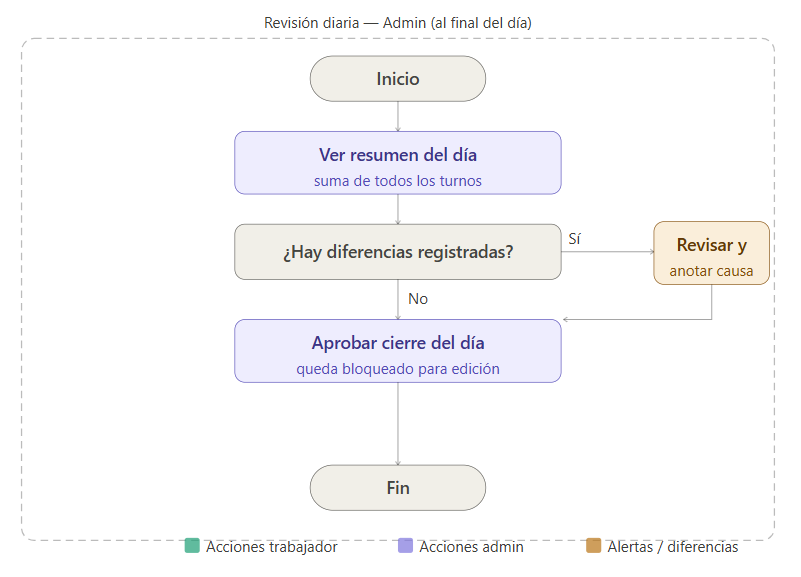 Revisión diaria — Admin (al final del día)
Inicio
Ver resumen del día
suma de todos los turnos
¿Hay diferencias registradas?
Sí
Revisar y
anotar causa
No
Aprobar cierre del día
queda bloqueado para edición
Fin
Acciones trabajador
Acciones admin
Alertas / diferencias